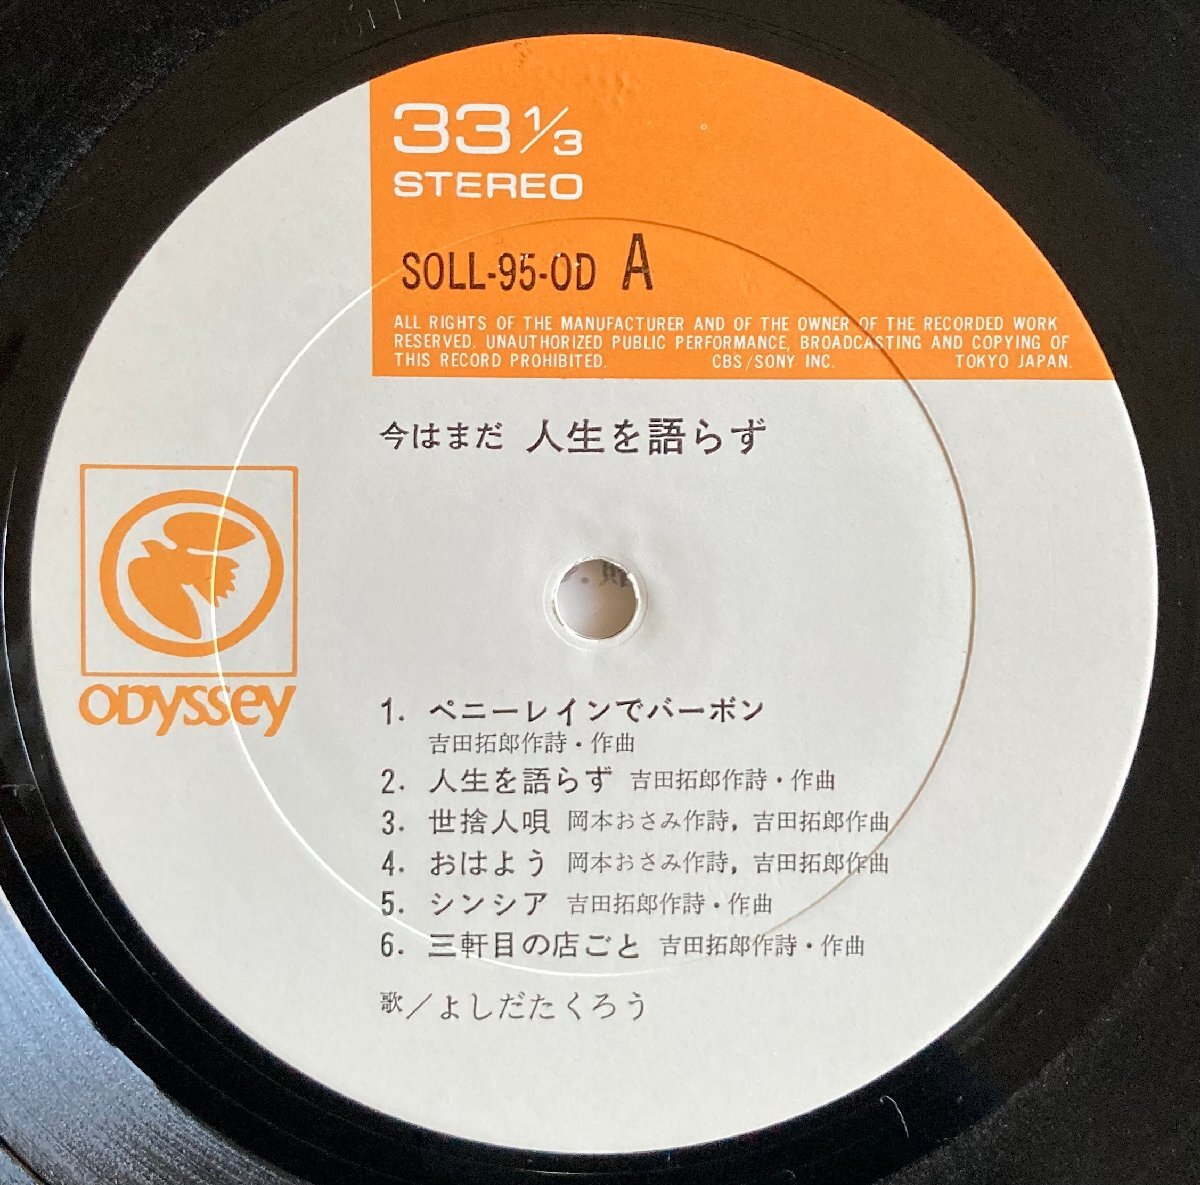 33 1/3
STEREO
SOLL-95-OD A
ALL RIGHTS OF THE MANUFACTURER AND OF THE OWNER OF THE RECORDED WORK
RESERVED. UNAUTHORIZED PUBLIC PERFORMANCE, BROADCASTING AND COPYING OF
THIS RECORD PROHIBITED. CBS/SONY INC. TOKYO JAPAN.
今はまだ 人生を語らず
ODYSSEY
1. ペニーレインでバーボン
吉田拓郎作詩・作曲
2. 人生を語らず 吉田拓郎作詩・作曲
3. 世捨人唄 岡本おさみ作詩, 吉田拓郎作曲
4. おはよう 岡本おさみ作詩, 吉田拓郎作曲
5. シンシア 吉田拓郎作詩・作曲
6. 三軒目の店ごと 吉田拓郎作詩・作曲
歌/よしだたくろう